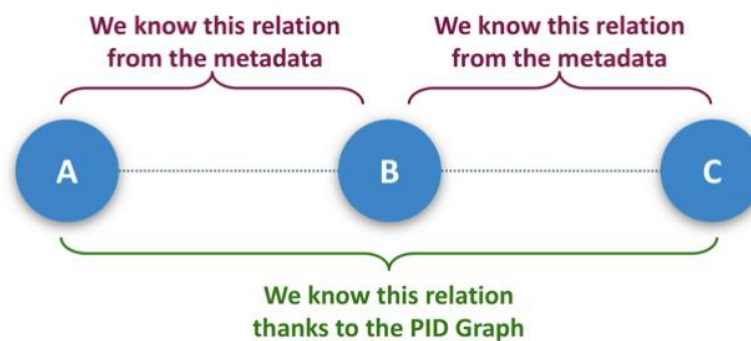 We know this relation
from the metadata
We know this relation
from the metadata
A
B
C
We know this relation
thanks to the PID Graph